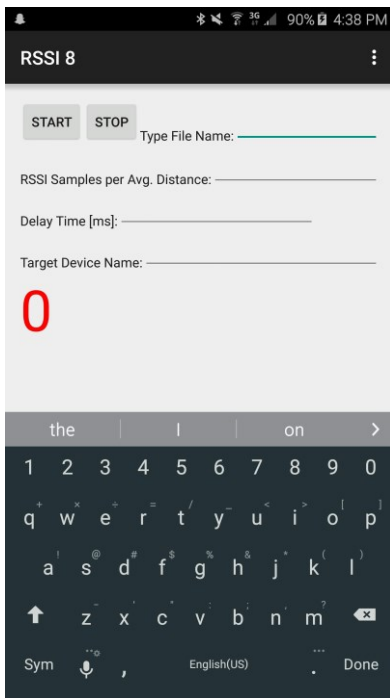 3G 90% 4:38 PM
RSSI 8
START STOP Type File Name:
RSSI Samples per Avg. Distance:
Delay Time [ms]:
Target Device Name:
0
the I on >
1 2 3 4 5 6 7 8 9 0
+ × ÷ = / _ < > [ ]
q w e r t y u i o p
! @ # $ % & * ( )
a s d f g h j k l
- ' " : ; , ?
z x c v b n m
Sym , English(US) . Done